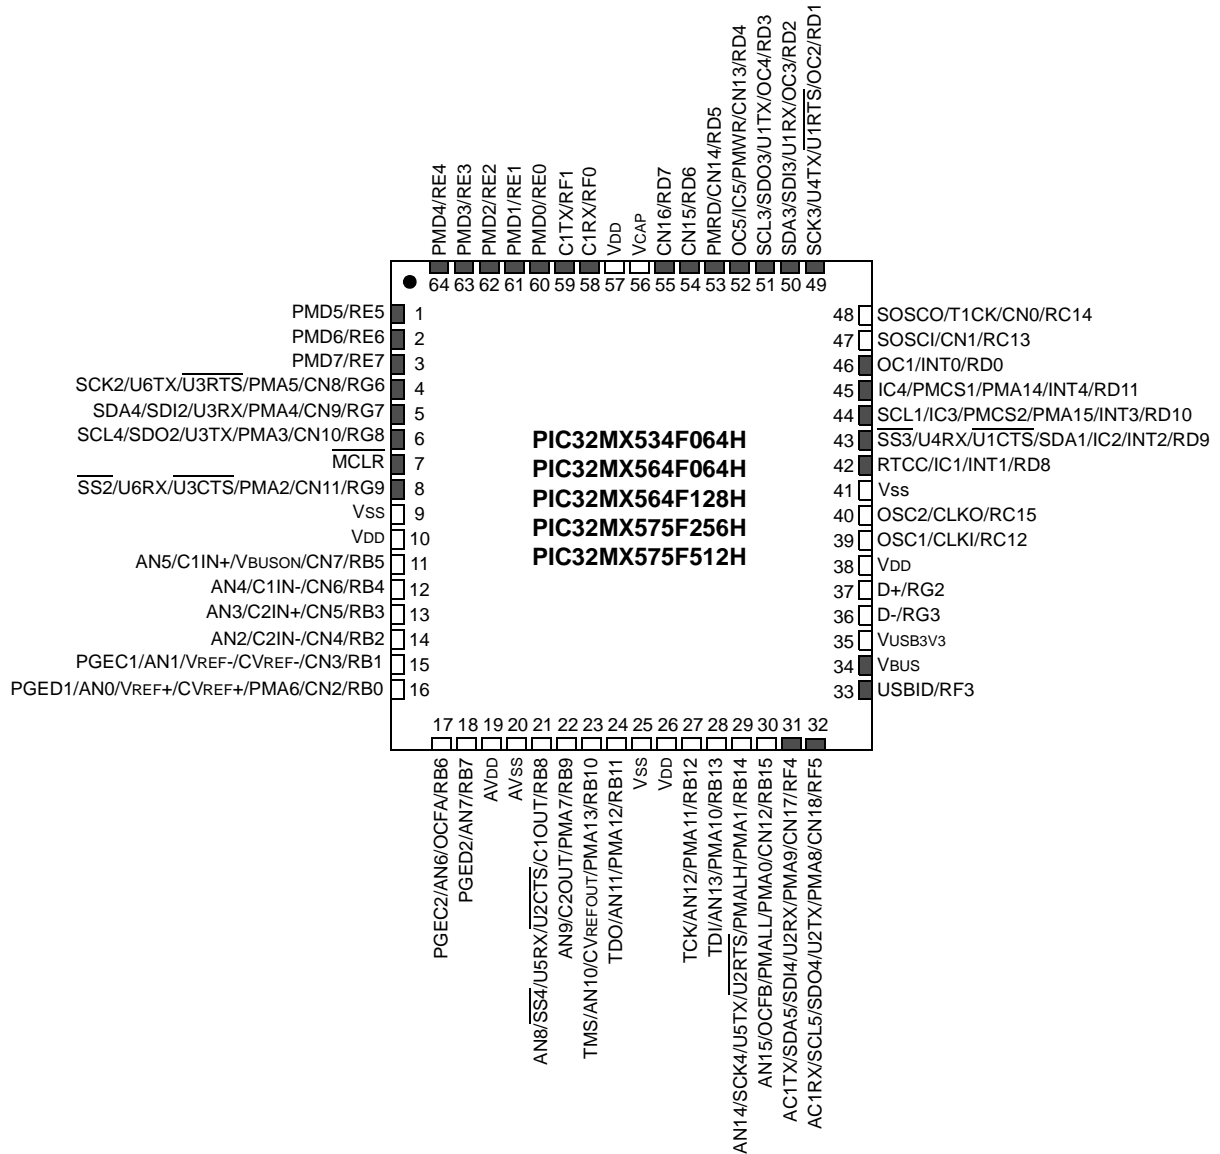 PMD4/RE4
PMD3/RE3
PMD2/RE2
PMD1/RE1
PMD0/RE0
C1TX/RF1
C1RX/RF0
VDD
VCAP
CN16/RD7
CN15/RD6
PMRD/CN14/RD5
OC5/IC5/PMWR/CN13/RD4
SCL3/SDO3/U1TX/OC4/RD3
SDA3/SDI3/U1RX/OC3/RD2
SCK3/U4TX/U1RTS/OC2/RD1
64 63 62 61 60 59 58 57 56 55 54 53 52 51 50 49
PMD5/RE5 1
PMD6/RE6 2
PMD7/RE7 3
SCK2/U6TX/U3RTS/PMA5/CN8/RG6 4
SDA4/SDI2/U3RX/PMA4/CN9/RG7 5
SCL4/SDO2/U3TX/PMA3/CN10/RG8 6
MCLR 7
SS2/U6RX/U3CTS/PMA2/CN11/RG9 8
VSS 9
VDD 10
AN5/C1IN+/VBUSON/CN7/RB5 11
AN4/C1IN-/CN6/RB4 12
AN3/C2IN+/CN5/RB3 13
AN2/C2IN-/CN4/RB2 14
PGEC1/AN1/VREF-/CVREF-/CN3/RB1 15
PGED1/AN0/VREF+/CVREF+/PMA6/CN2/RB0 16
PIC32MX534F064H
PIC32MX564F064H
PIC32MX564F128H
PIC32MX575F256H
PIC32MX575F512H
48 SOSCO/T1CK/CN0/RC14
47 SOSCI/CN1/RC13
46 OC1/INT0/RD0
45 IC4/PMCS1/PMA14/INT4/RD11
44 SCL1/IC3/PMCS2/PMA15/INT3/RD10
43 SS3/U4RX/U1CTS/SDA1/IC2/INT2/RD9
42 RTCC/IC1/INT1/RD8
41 Vss
40 OSC2/CLKO/RC15
39 OSC1/CLKI/RC12
38 VDD
37 D+/RG2
36 D-/RG3
35 VUSB3V3
34 VBUS
33 USBID/RF3
17 18 19 20 21 22 23 24 25 26 27 28 29 30 31 32
PGEC2/AN6/OCFA/RB6
PGED2/AN7/RB7
AVDD
AVSS
AN8/SS4/U5RX/U2CTS/C1OUT/RB8
AN9/C2OUT/PMA7/RB9
TMS/AN10/CVREFOUT/PMA13/RB10
TDO/AN11/PMA12/RB11
VSS
VDD
TCK/AN12/PMA11/RB12
TDI/AN13/PMA10/RB13
AN14/SCK4/U5TX/U2RTS/PMALH/PMA1/RB14
AN15/OCFB/PMALL/PMA0/CN12/RB15
AC1TX/SDA5/SDI4/U2RX/PMA9/CN17/RF4
AC1RX/SCL5/SDO4/U2TX/PMA8/CN18/RF5